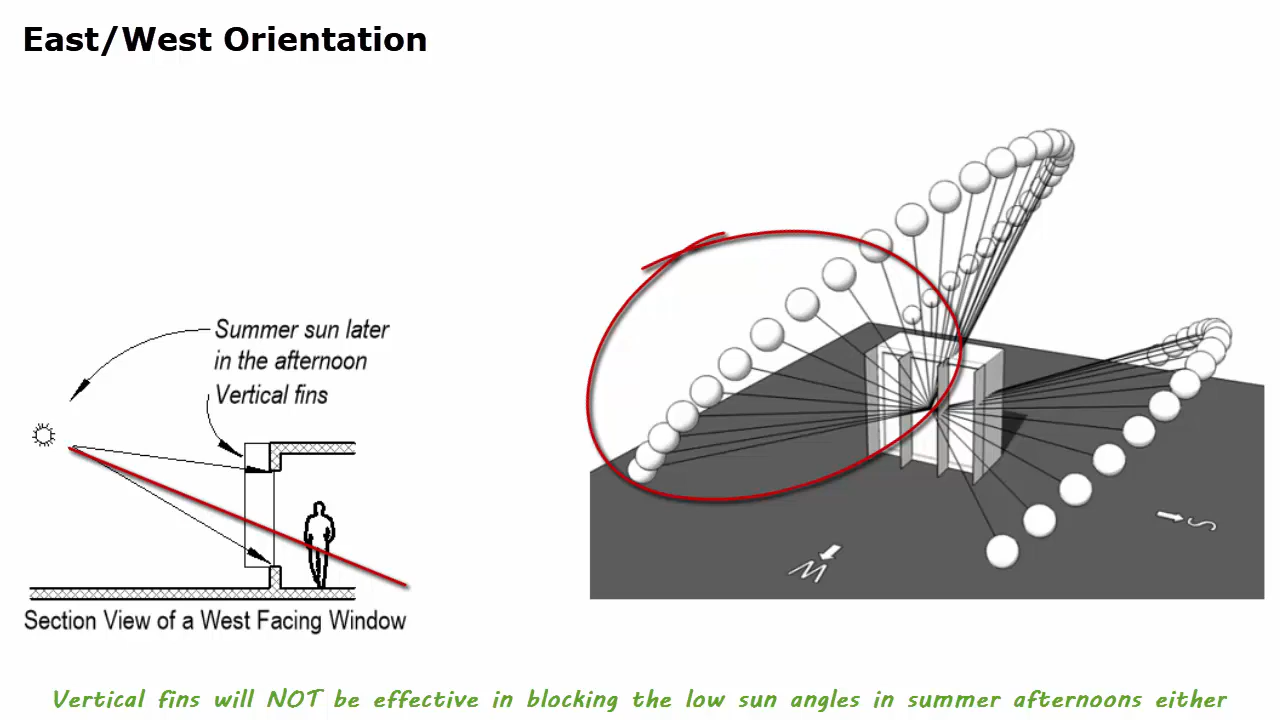 East/West Orientation
Summer sun later
in the afternoon
Vertical fins
Section View of a West Facing Window
W
S
Vertical fins will NOT be effective in blocking the low sun angles in summer afternoons either